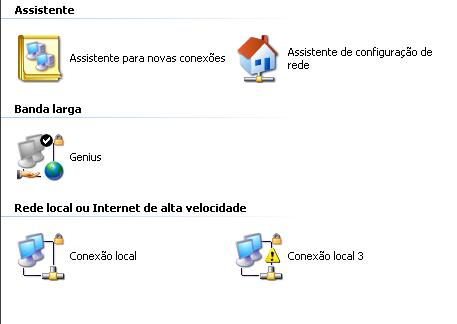 Assistente
Assistente para novas conexões
Assistente de configuração de
rede
Banda larga
Genius
Rede local ou Internet de alta velocidade
Conexão local
Conexão local 3